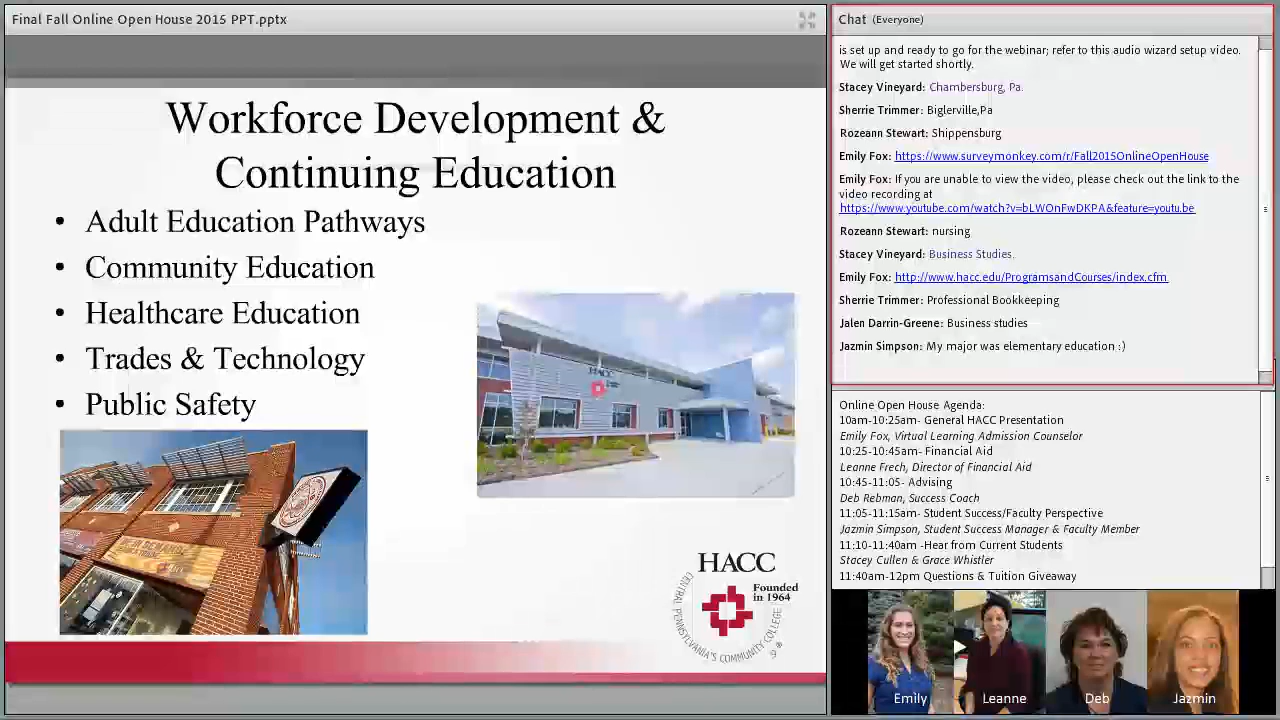 Final Fall Online Open House 2015 PPT.pptx
Workforce Development &
Continuing Education
• Adult Education Pathways
• Community Education
• Healthcare Education
• Trades & Technology
• Public Safety
HACC
HACC
Founded
in 1964
CENTRAL PENNSYLVANIA'S COMMUNITY COLLEGE
Chat (Everyone)
is set up and ready to go for the webinar; refer to this audio wizard setup video.
We will get started shortly.
Stacey Vineyard: Chambersburg, Pa.
Sherrie Trimmer: Biglerville,Pa
Rozeann Stewart: Shippensburg
Emily Fox: https://www.surveymonkey.com/r/Fall2015OnlineOpenHouse
Emily Fox: If you are unable to view the video, please check out the link to the
video recording at
https://www.youtube.com/watch?v=bLWOnFwDKPA&feature=youtu.be
Rozeann Stewart: nursing
Stacey Vineyard: Business Studies.
Emily Fox: http://www.hacc.edu/ProgramsandCourses/index.cfm
Sherrie Trimmer: Professional Bookkeeping
Jalen Darrin-Greene: Business studies
Jazmin Simpson: My major was elementary education :)
Online Open House Agenda:
10am-10:25am- General HACC Presentation
Emily Fox, Virtual Learning Admission Counselor
10:25-10:45am- Financial Aid
Leanne Frech, Director of Financial Aid
10:45-11:05- Advising
Deb Rebman, Success Coach
11:05-11:15am- Student Success/Faculty Perspective
Jazmin Simpson, Student Success Manager & Faculty Member
11:10-11:40am -Hear from Current Students
Stacey Cullen & Grace Whistler
11:40am-12pm Questions & Tuition Giveaway
Emily
Leanne
Deb
Jazmin